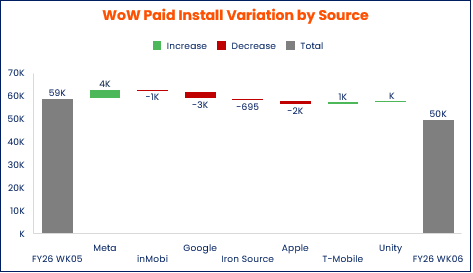 WoW Paid Install Variation by Source
Increase Decrease Total
70K
60K
50K
40K
30K
20K
10K
K
59K
4K
-1K
-3K
-695
-2K
1K
K
50K
FY26 WK05
Meta
inMobi
Google
Iron Source
Apple
T-Mobile
Unity
FY26 WK06